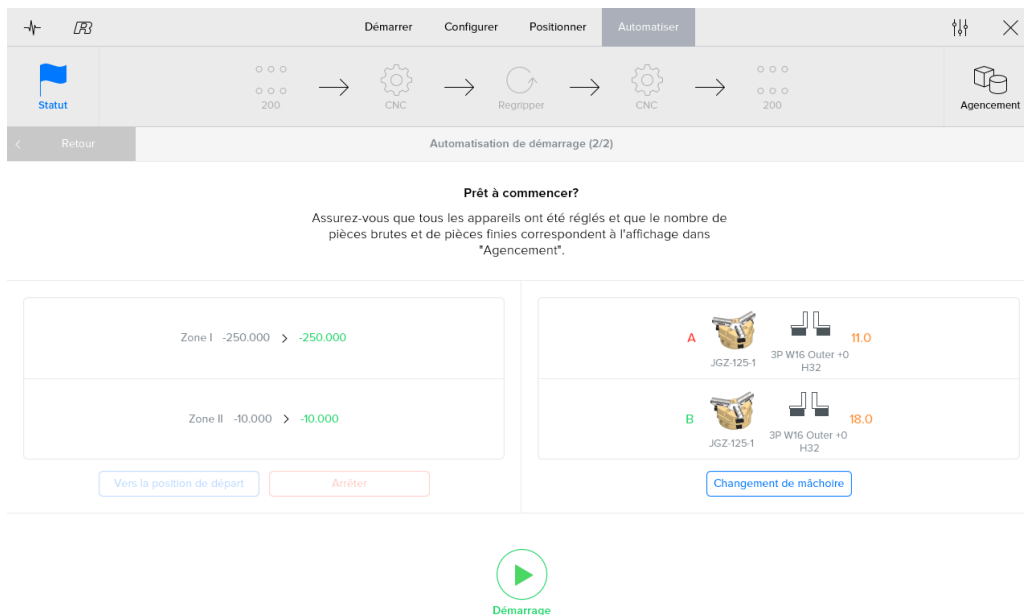 Démarrer Configurer Positionner Automatiser
Statut
200
CNC
Regripper
CNC
200
Agencement
Retour
Automatisation de démarrage (2/2)
Prêt à commencer?
Assurez-vous que tous les appareils ont été réglés et que le nombre de
pièces brutes et de pièces finies correspondent à l'affichage dans
"Agencement".
Zone I -250.000 > -250.000
Zone II -10.000 > -10.000
Vers la position de départ
Arrêter
A
JGZ-125-1
3P W16 Outer +0
H32
11.0
B
JGZ-125-1
3P W16 Outer +0
H32
18.0
Changement de mâchoire
Démarrage